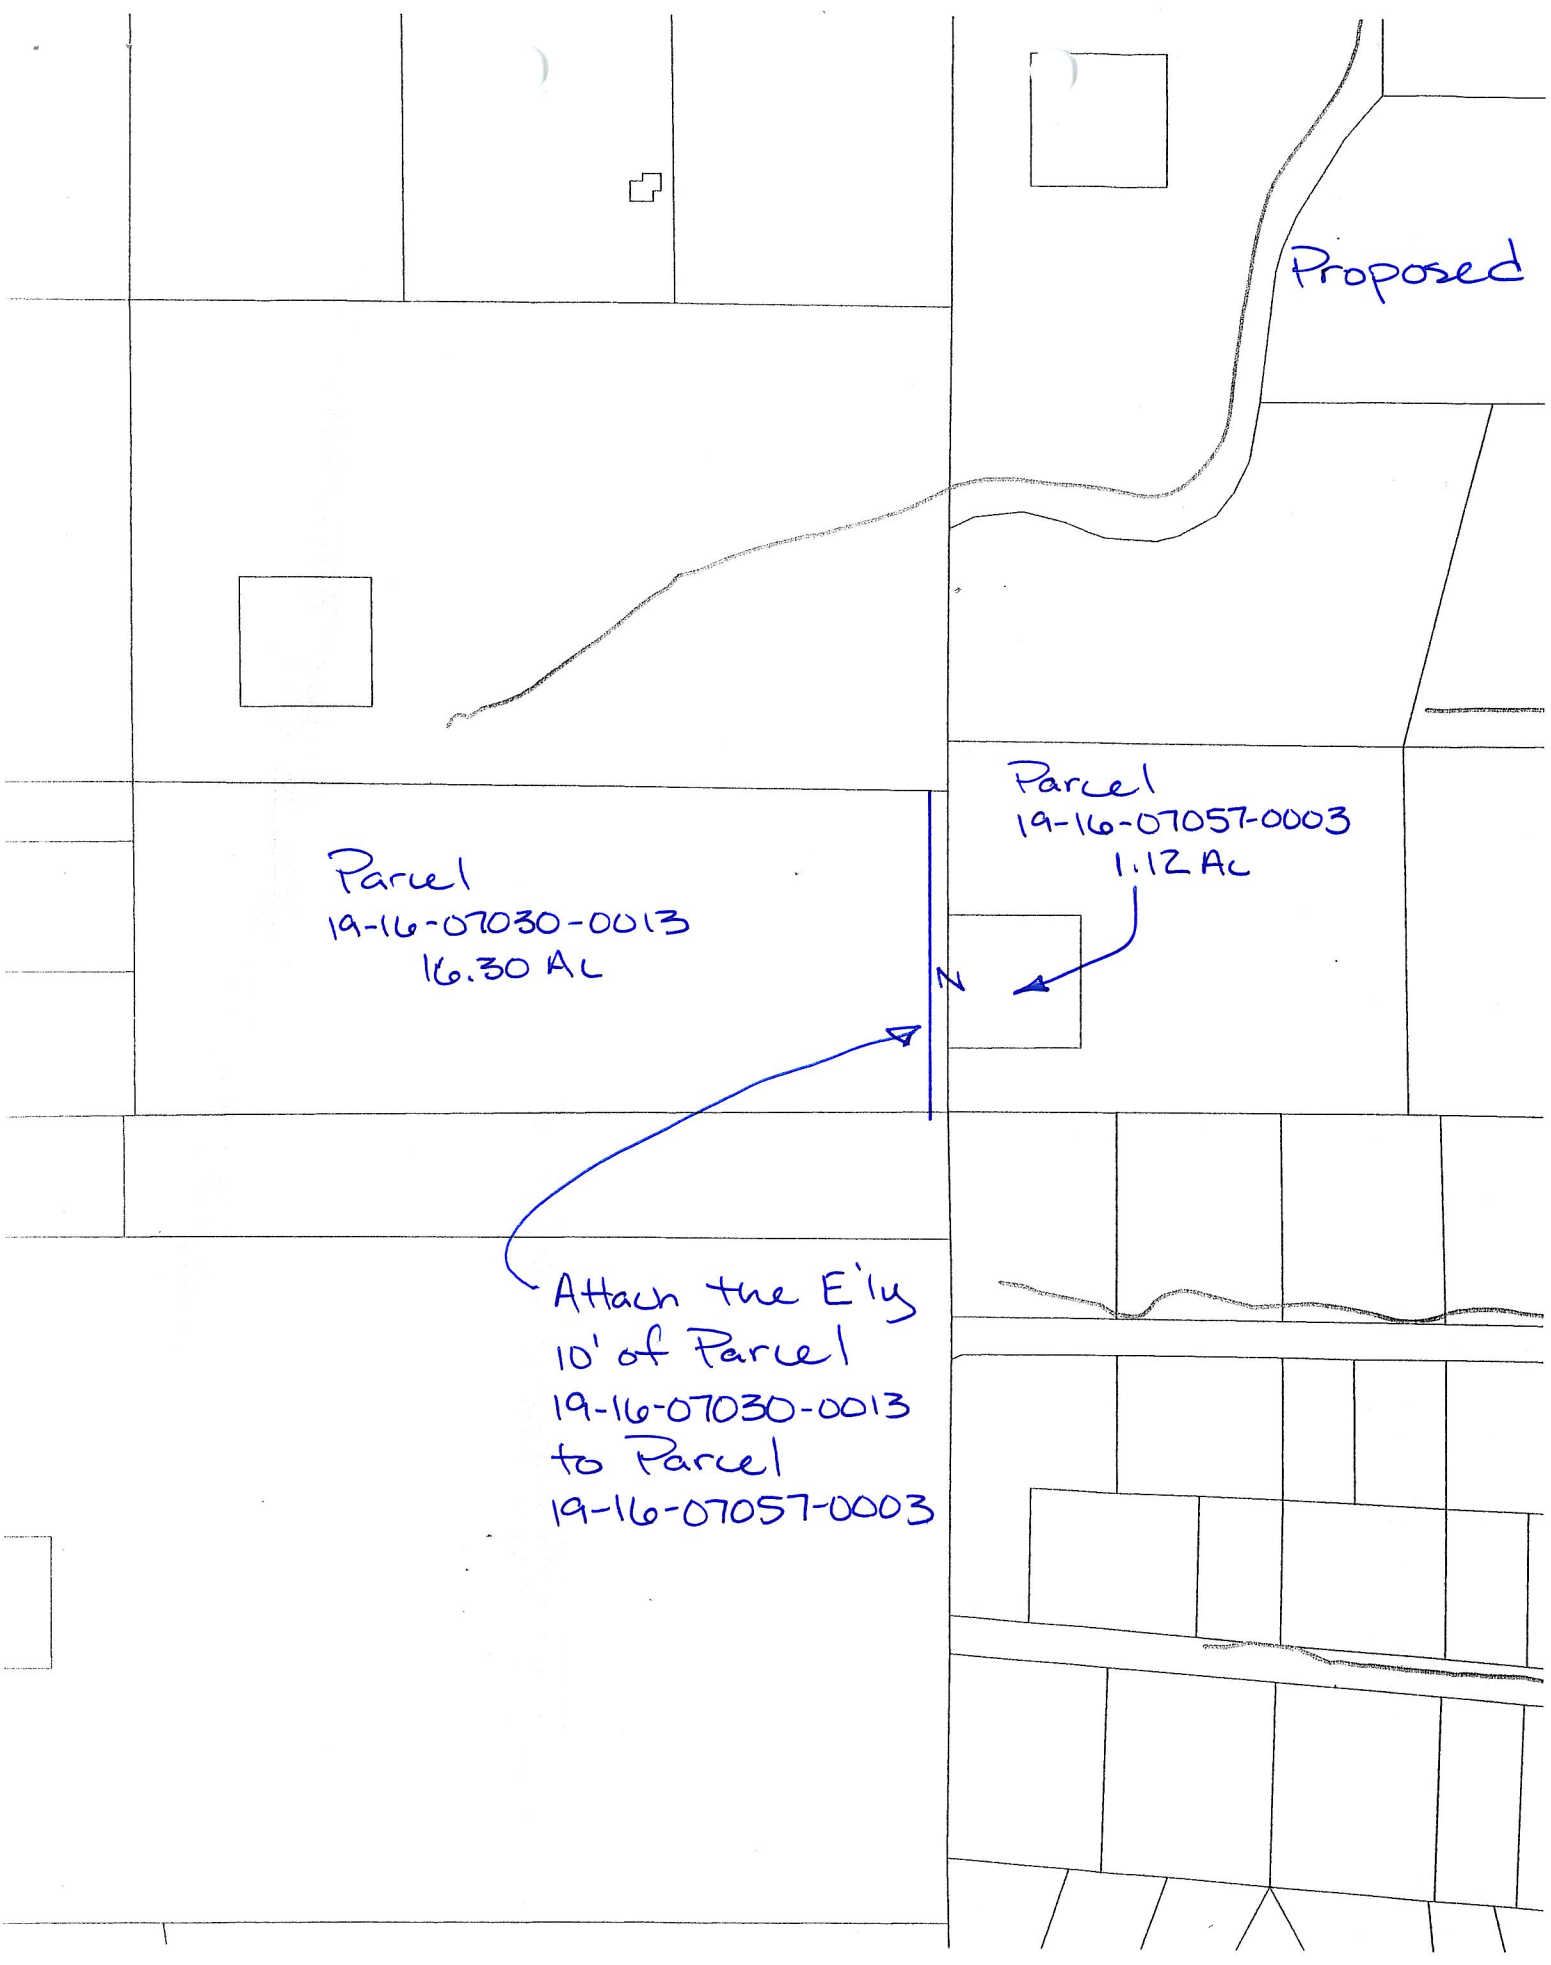 Proposed
Parcel
19-16-07057-0003
1.12 Ac
Parcel
19-16-07030-0013
16.30 Ac
N
Attach the E'ly
10' of Parcel
19-16-07030-0013
to Parcel
19-16-07057-0003